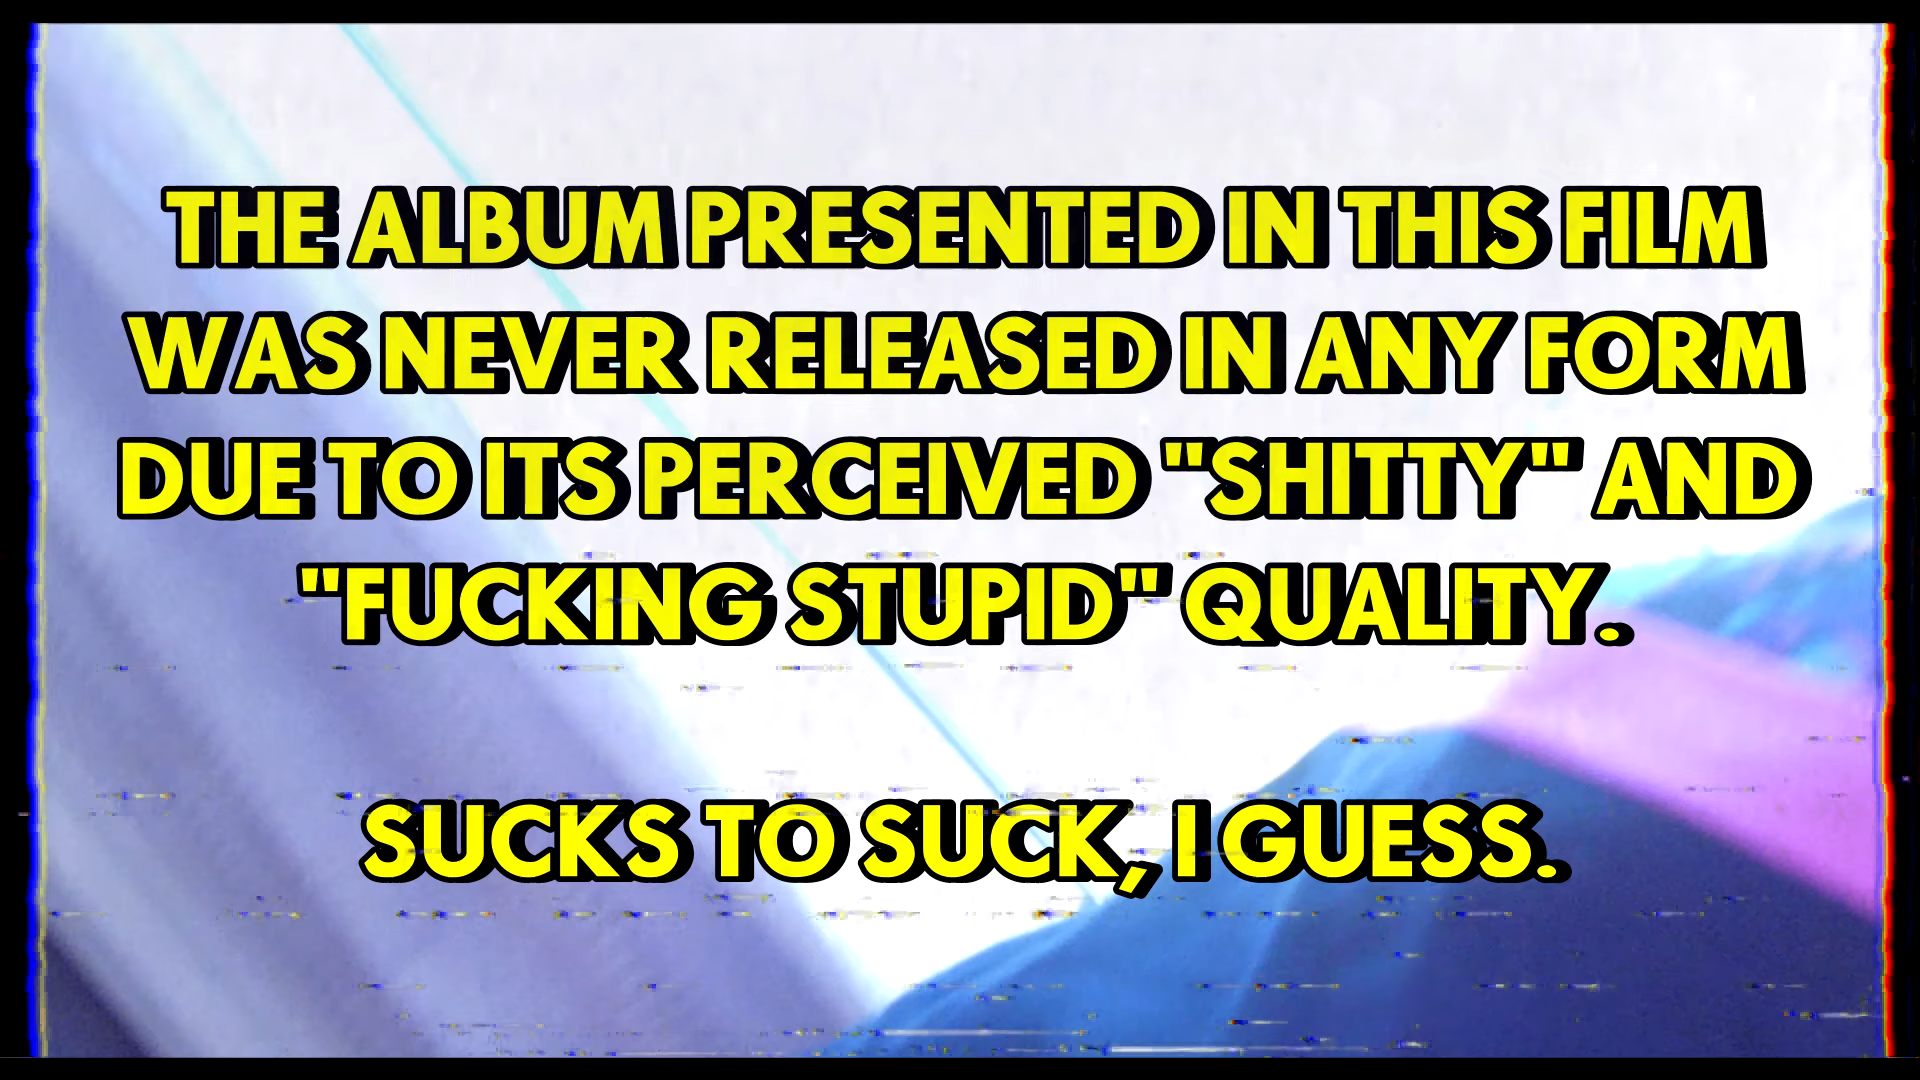 THE ALBUM PRESENTED IN THIS FILM
WAS NEVER RELEASED IN ANY FORM
DUE TO ITS PERCEIVED "SHITTY" AND
"FUCKING STUPID" QUALITY.
SUCKS TO SUCK, I GUESS.